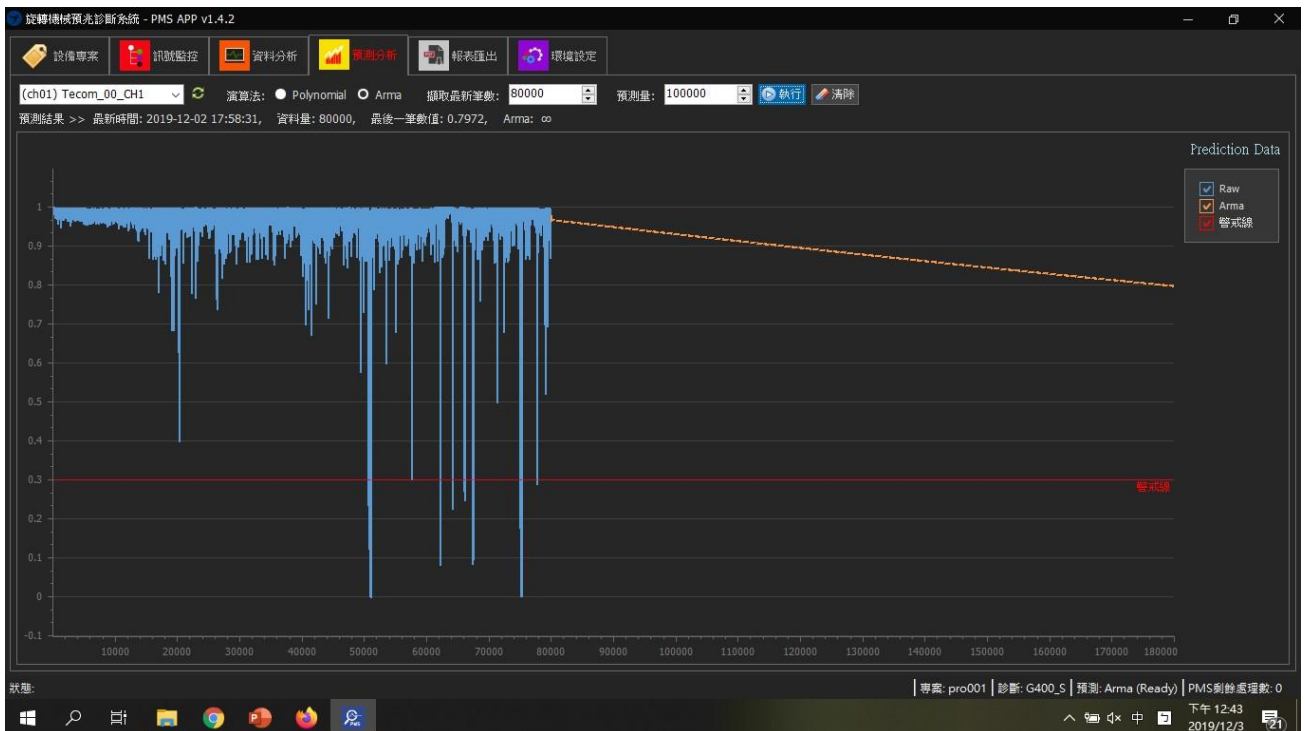 旋轉機械預兆診斷系統 - PMS APP v1.4.2
設備專案 訊號監控 資料分析 預測分析 報表匯出 環境設定
(ch01) Tecom_00_CH1 演算法: Polynomial Arma 擷取最新筆數: 80000 預測量: 100000 執行 清除
預測結果 >> 最新時間: 2019-12-02 17:58:31, 資料量: 80000, 最後一筆數值: 0.7972, Arma: ∞
Prediction Data
Raw
Arma
警戒線
1
0.9
0.8
0.7
0.6
0.5
0.4
0.3
警戒線
0.2
0.1
0
-0.1
10000 20000 30000 40000 50000 60000 70000 80000 90000 100000 110000 120000 130000 140000 150000 160000 170000 180000
狀態: 專案: pro001 診斷: G400_S 預測: Arma (Ready) PMS剩餘處理數: 0
中 下午 12:43
2019/12/3 21